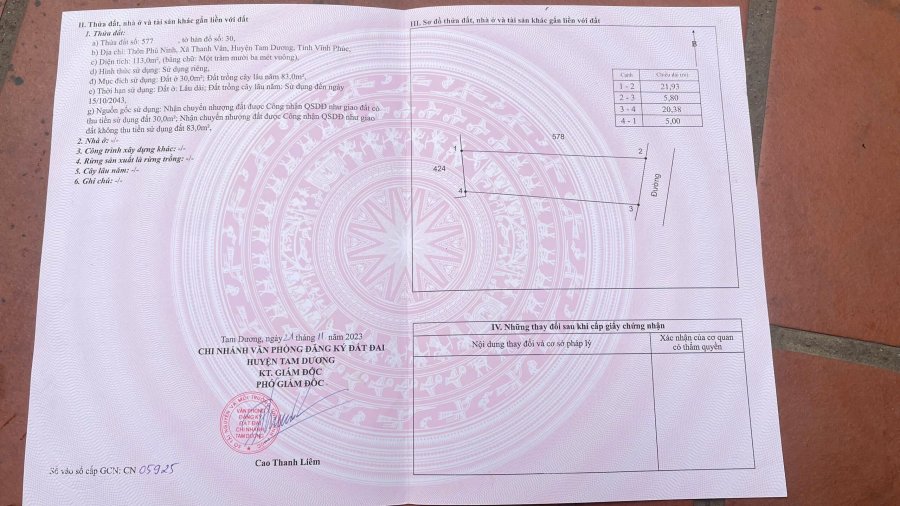 II. Thửa đất, nhà ở và tài sản khác gắn liền với đất
1. Thửa đất:
a) Thửa đất số: 577 , tờ bản đồ số: 30,
b) Địa chỉ: Thôn Phú Ninh, Xã Thanh Vân, Huyện Tam Dương, Tỉnh Vĩnh Phúc,
c) Diện tích: 113,0m², (bằng chữ: Một trăm mười ba mét vuông),
d) Hình thức sử dụng: Sử dụng riêng,
đ) Mục đích sử dụng: Đất ở 30,0m²; Đất trồng cây lâu năm 83,0m²,
e) Thời hạn sử dụng: Đất ở: Lâu dài; Đất trồng cây lâu năm: Sử dụng đến ngày
15/10/2043,
g) Nguồn gốc sử dụng: Nhận chuyển nhượng đất được Công nhận QSDĐ như giao đất có
thu tiền sử dụng đất 30,0m²; Nhận chuyển nhượng đất được Công nhận QSDĐ như giao
đất không thu tiền sử dụng đất 83,0m²,
2. Nhà ở: -/-
3. Công trình xây dựng khác: -/-
4. Rừng sản xuất là rừng trồng: -/-
5. Cây lâu năm: -/-
6. Ghi chú: -/-
Tam Dương, ngày 21 tháng 11 năm 2023
CHI NHÁNH VĂN PHÒNG ĐĂNG KÝ ĐẤT ĐAI
HUYỆN TAM DƯƠNG
KT. GIÁM ĐỐC
PHÓ GIÁM ĐỐC
VĂN PHÒNG
ĐĂNG KÝ
ĐẤT ĐAI
CHI NHÁNH
TAM DƯƠNG
Cao Thanh Liêm
Số vào sổ cấp GCN: CN 05925
III. Sơ đồ thửa đất, nhà ở và tài sản khác gắn liền với đất
B
Cạnh Chiều dài (m)
1 - 2 21,93
2 - 3 5,80
3 - 4 20,38
4 - 1 5,00
578
1
2
424
4
3
Đường
IV. Những thay đổi sau khi cấp giấy chứng nhận
Nội dung thay đổi và cơ sở pháp lý
Xác nhận của cơ quan
có thẩm quyền